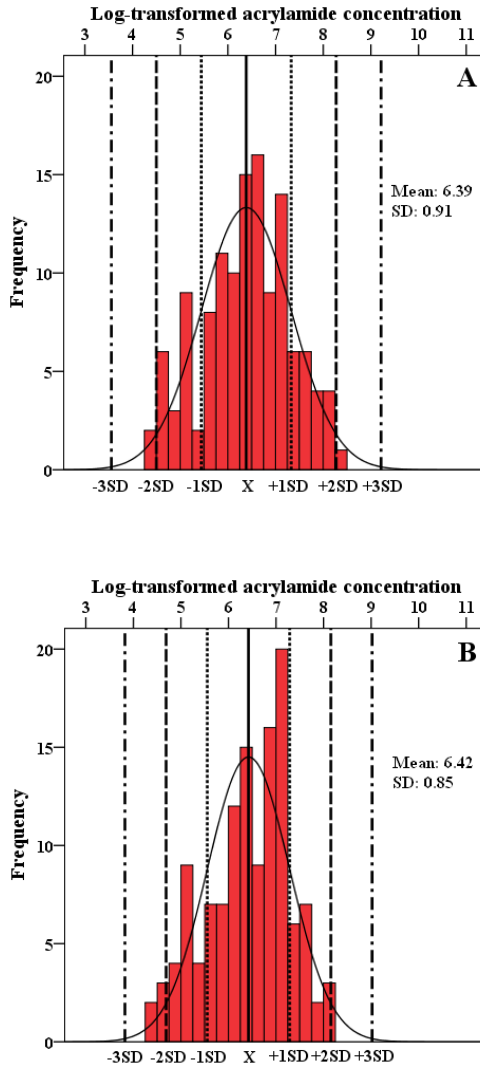 Log-transformed acrylamide concentration
3 4 5 6 7 8 9 10 11
A
20
15
10
5
0
Frequency
Mean: 6.39
SD: 0.91
-3SD -2SD -1SD X +1SD +2SD +3SD
Log-transformed acrylamide concentration
3 4 5 6 7 8 9 10 11
B
20
15
10
5
0
Frequency
Mean: 6.42
SD: 0.85
-3SD -2SD -1SD X +1SD +2SD +3SD